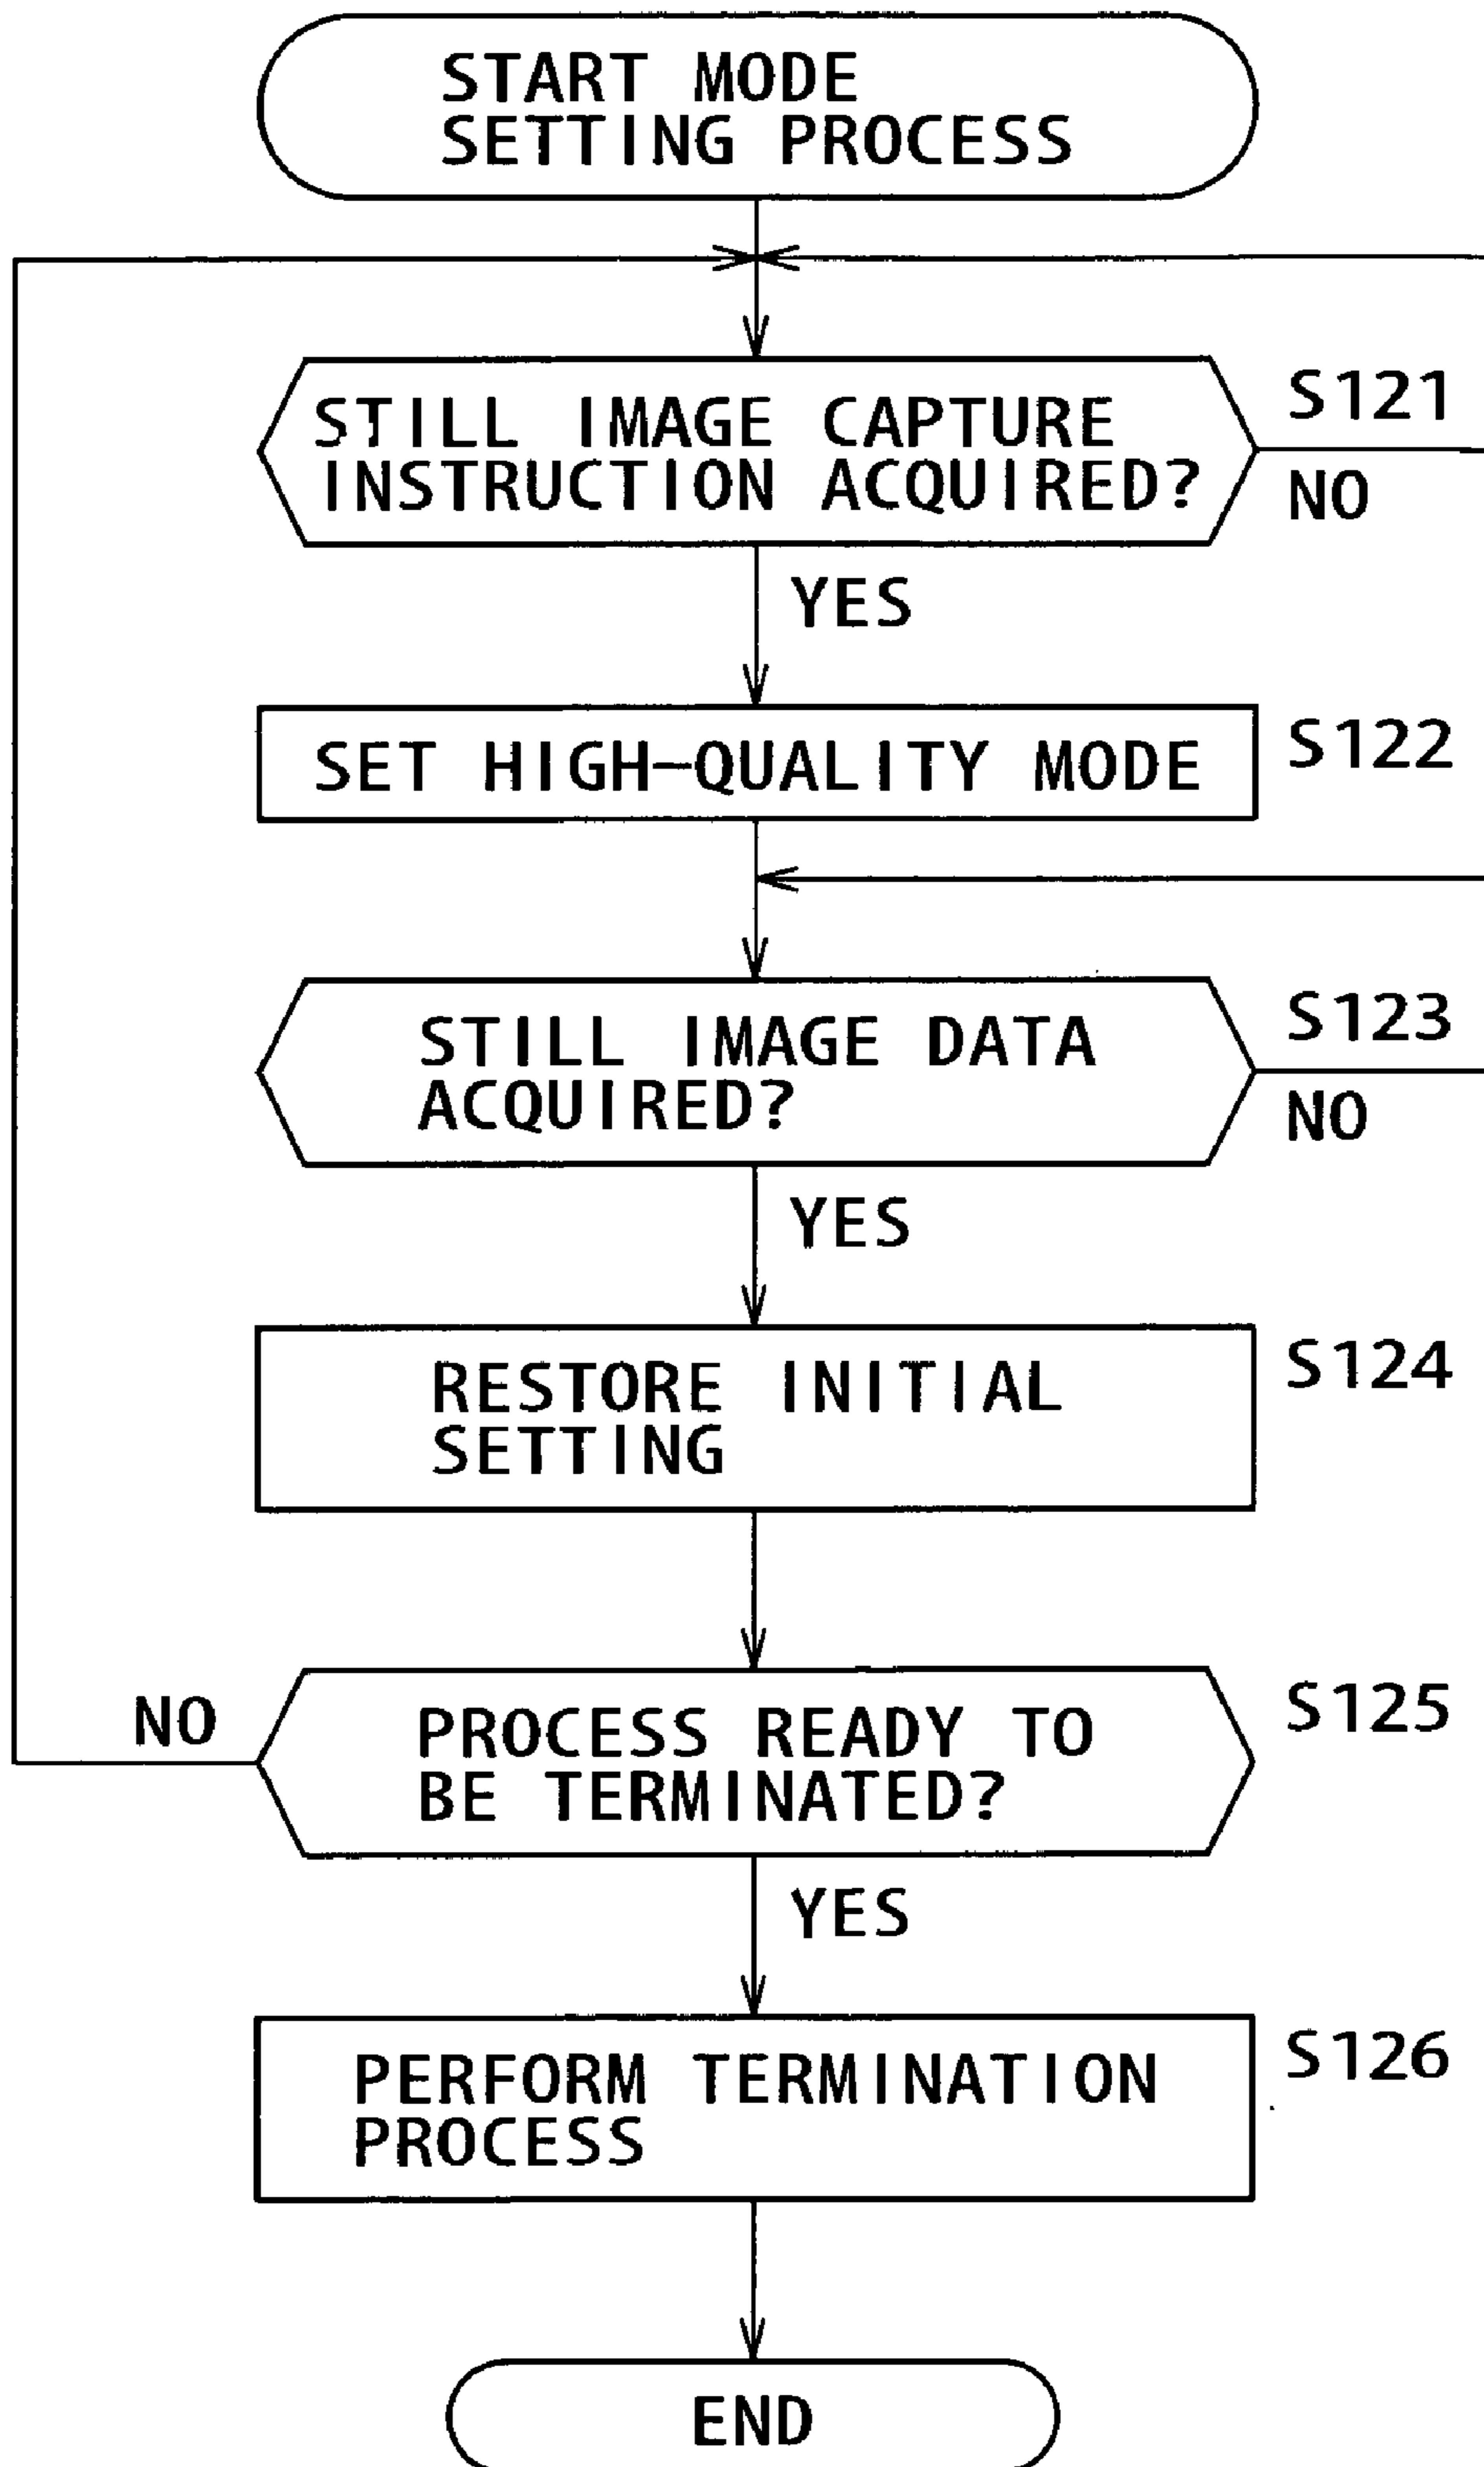 START MODE
SETTING PROCESS
STILL IMAGE CAPTURE
INSTRUCTION ACQUIRED?
S121
NO
YES
SET HIGH-QUALITY MODE
S122
STILL IMAGE DATA
ACQUIRED?
S123
NO
YES
RESTORE INITIAL
SETTING
S124
NO
PROCESS READY TO
BE TERMINATED?
S125
YES
PERFORM TERMINATION
PROCESS
S126
END